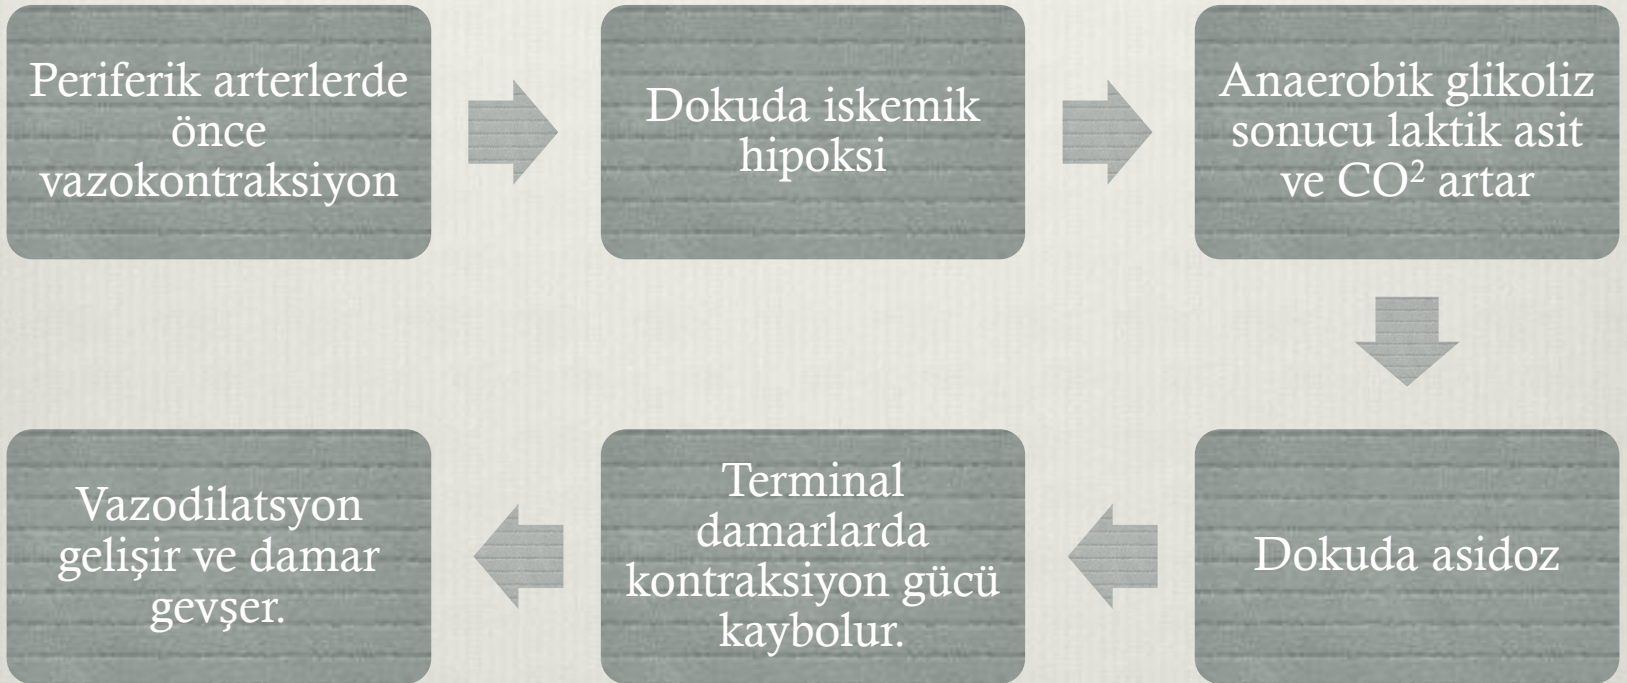 Periferik arterlerde
önce
vazokontraksiyon
Dokuda iskemik
hipoksi
Anaerobik glikoliz
sonucu laktik asit
ve CO² artar
Dokuda asidoz
Terminal
damarlarda
kontraksiyon gücü
kaybolur.
Vazodilatsyon
gelişir ve damar
gevşer.